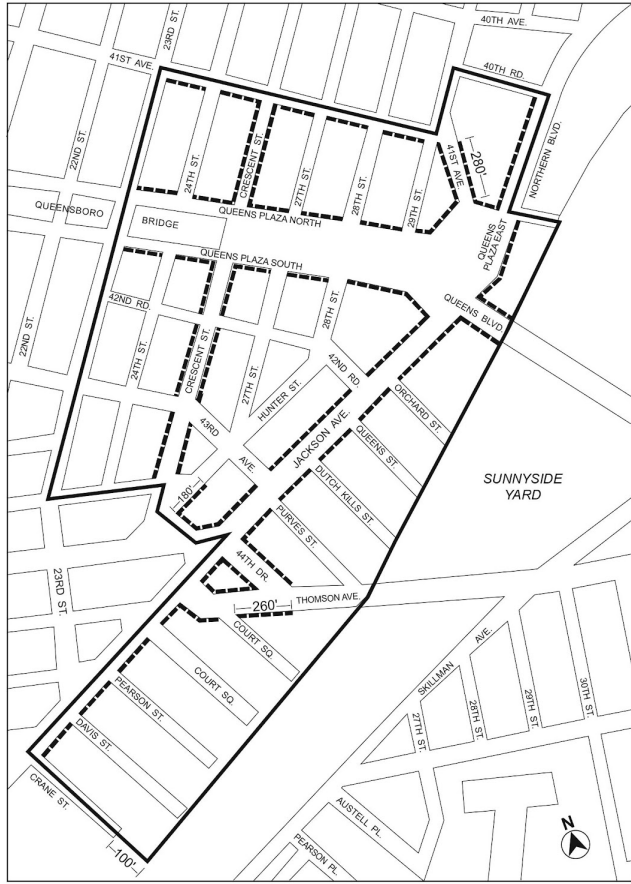 40TH AVE.
23RD ST.
41ST AVE.
40TH RD.
22ND ST.
NORTHERN BLVD.
280'
41ST AVE.
24TH ST.
CRESCENT ST.
27TH ST.
28TH ST.
29TH ST.
QUEENSBORO
BRIDGE
QUEENS PLAZA NORTH
QUEENS
PLAZA EAST
QUEENS PLAZA SOUTH
42ND RD.
QUEENS BLVD.
22ND ST.
24TH ST.
CRESCENT ST.
27TH ST.
28TH ST.
42ND RD.
HUNTER ST.
43RD
AVE.
ORCHARD ST.
JACKSON AVE.
QUEENS ST.
SUNNYSIDE
YARD
180'
DUTCH KILLS ST.
PURVES ST.
44TH DR.
23RD ST.
260'
THOMSON AVE.
COURT SQ.
COURT SQ.
SKILLMAN AVE.
PEARSON ST.
27TH ST.
28TH ST.
29TH ST.
30TH ST.
DAVIS ST.
CRANE ST.
100'
AUSTELL PL.
PEARSON PL.
N